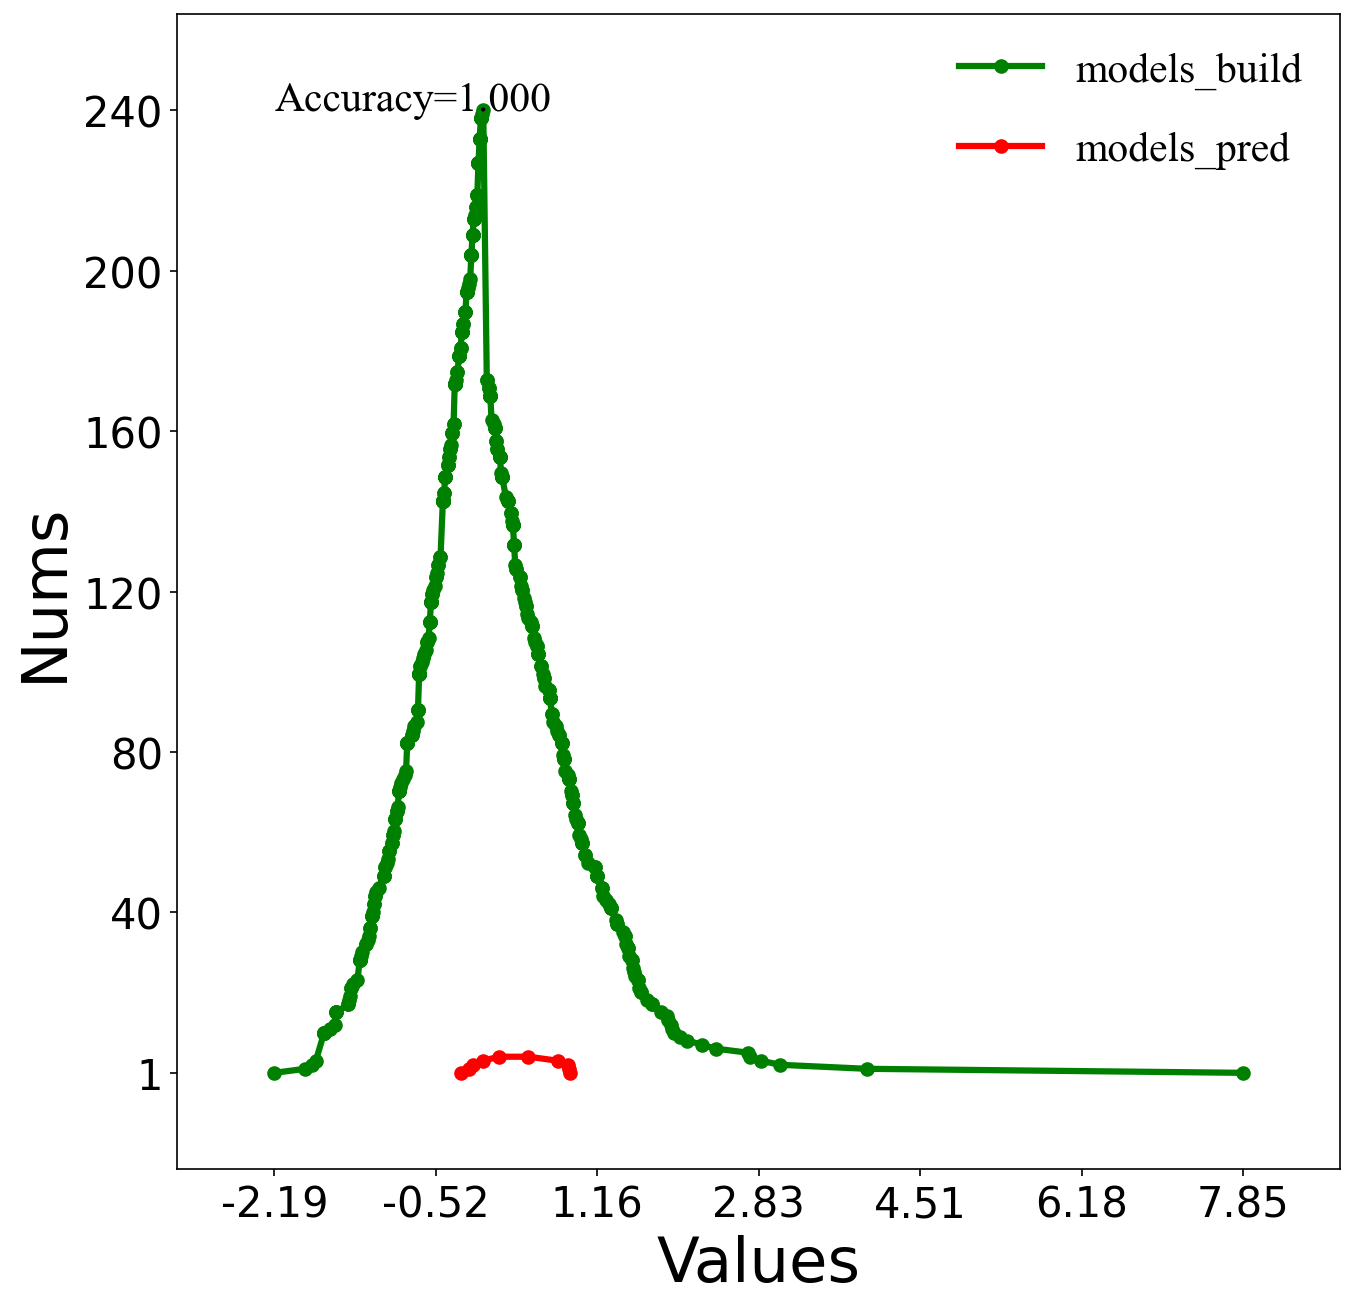 models_build
Accuracy=1.000
models_pred
240
200
160
120
80
40
1
Nums
-2.19 -0.52 1.16 2.83 4.51 6.18 7.85
Values